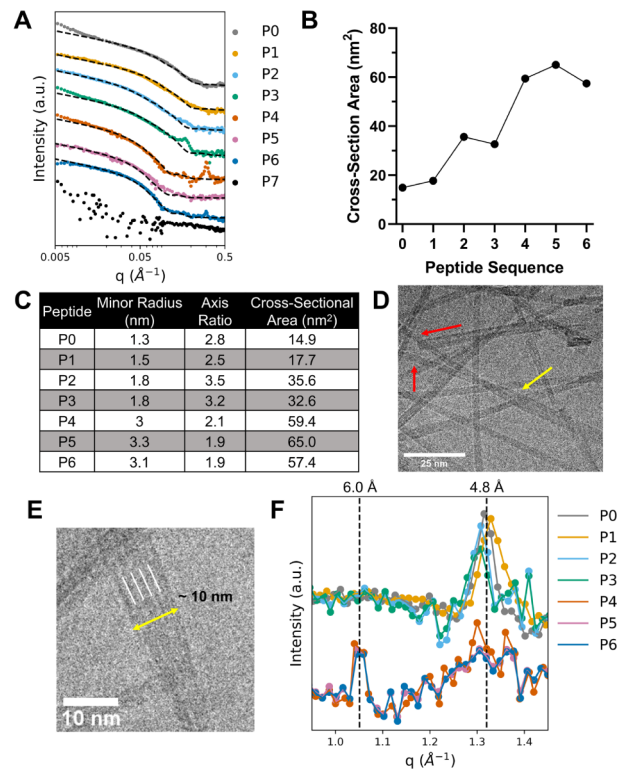 A
Intensity (a.u.)
q (Å⁻¹)
0.005
0.05
0.5
P0
P1
P2
P3
P4
P5
P6
P7
B
Cross-Section Area (nm²)
80
60
40
20
0
0 1 2 3 4 5 6
Peptide Sequence
C
Peptide Minor Radius (nm) Axis Ratio Cross-Sectional Area (nm²)
P0 1.3 2.8 14.9
P1 1.5 2.5 17.7
P2 1.8 3.5 35.6
P3 1.8 3.2 32.6
P4 3 2.1 59.4
P5 3.3 1.9 65.0
P6 3.1 1.9 57.4
D
25 nm
E
~ 10 nm
10 nm
F
6.0 Å 4.8 Å
Intensity (a.u.)
1.0 1.1 1.2 1.3 1.4
q (Å⁻¹)
P0
P1
P2
P3
P4
P5
P6